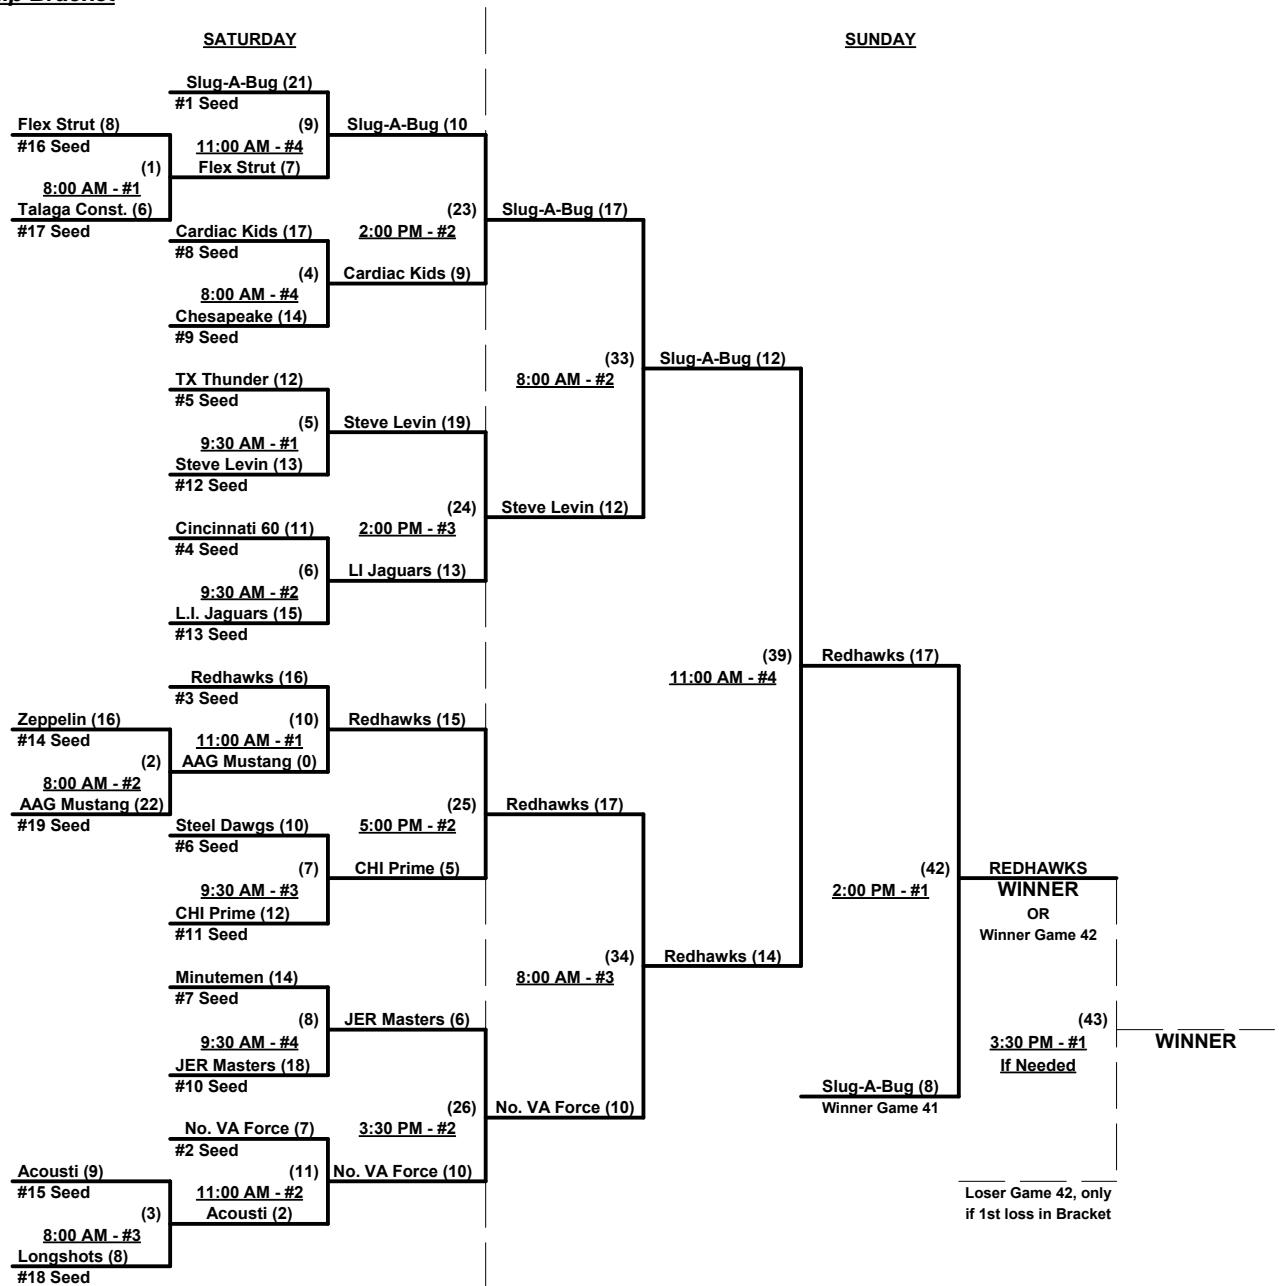 SATURDAY
SUNDAY
Slug-A-Bug (21)
#1 Seed
Flex Strut (8)
#16 Seed
(9)
11:00 AM - #4
Slug-A-Bug (10
(1)
8:00 AM - #1
Flex Strut (7)
Talaga Const. (6)
#17 Seed
(23)
2:00 PM - #2
Slug-A-Bug (17)
Cardiac Kids (17)
#8 Seed
(4)
8:00 AM - #4
Cardiac Kids (9)
Chesapeake (14)
#9 Seed
(33)
8:00 AM - #2
Slug-A-Bug (12)
TX Thunder (12)
#5 Seed
(5)
9:30 AM - #1
Steve Levin (19)
Steve Levin (13)
#12 Seed
(24)
2:00 PM - #3
Steve Levin (12)
Cincinnati 60 (11)
#4 Seed
(6)
9:30 AM - #2
LI Jaguars (13)
L.I. Jaguars (15)
#13 Seed
(39)
11:00 AM - #4
Redhawks (17)
Redhawks (16)
#3 Seed
Zeppelin (16)
#14 Seed
(10)
11:00 AM - #1
Redhawks (15)
(2)
8:00 AM - #2
AAG Mustang (0)
AAG Mustang (22)
#19 Seed
(25)
5:00 PM - #2
Redhawks (17)
Steel Dawgs (10)
#6 Seed
(7)
9:30 AM - #3
CHI Prime (5)
CHI Prime (12)
#11 Seed
(42)
2:00 PM - #1
REDHAWKS
WINNER
OR
Winner Game 42
(34)
8:00 AM - #3
Redhawks (14)
Minutemen (14)
#7 Seed
(8)
9:30 AM - #4
JER Masters (6)
JER Masters (18)
#10 Seed
(43)
3:30 PM - #1
If Needed
WINNER
Slug-A-Bug (8)
Winner Game 41
(26)
3:30 PM - #2
No. VA Force (10)
No. VA Force (7)
#2 Seed
Acousti (9)
#15 Seed
(11)
11:00 AM - #2
No. VA Force (10)
(3)
8:00 AM - #3
Acousti (2)
Longshots (8)
#18 Seed
Loser Game 42, only
if 1st loss in Bracket